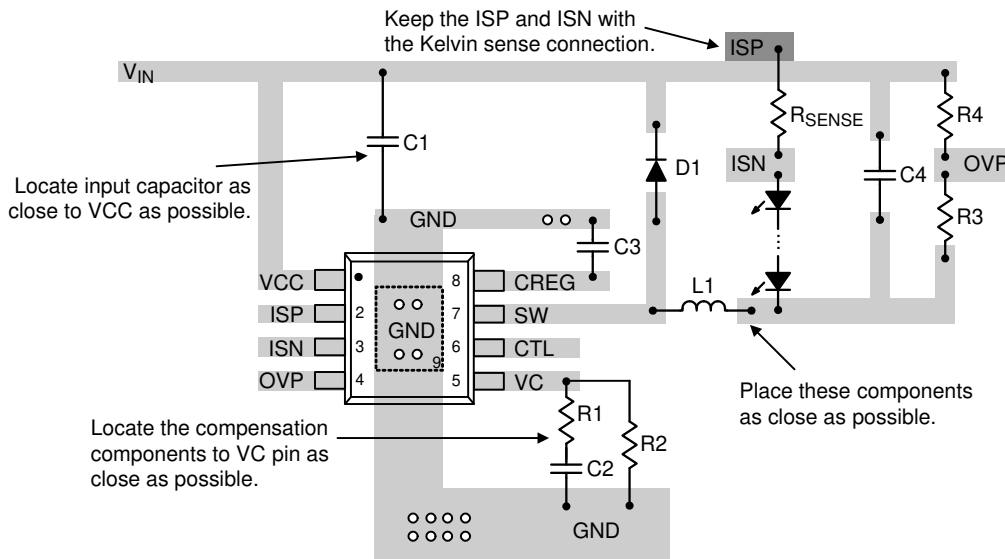 Keep the ISP and ISN with
the Kelvin sense connection.
ISP
VIN
C1
RSENSE
R4
D1
ISN
C4
OVP
R3
Locate input capacitor as
close to VCC as possible.
GND
C3
VCC
8
CREG
L1
ISP
2
GND
7
SW
ISN
3
6
CTL
9
OVP
4
5
VC
Place these components
as close as possible.
Locate the compensation
components to VC pin as
close as possible.
R1
R2
C2
GND